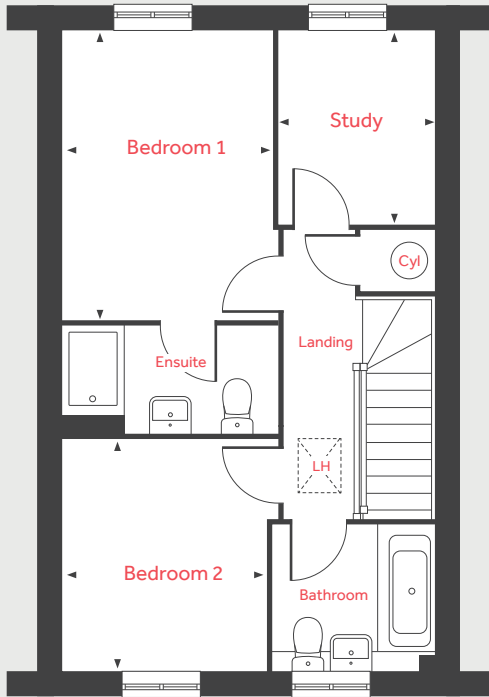 Bedroom 1
Study
Cyl
Landing
Ensuite
LH
Bedroom 2
Bathroom